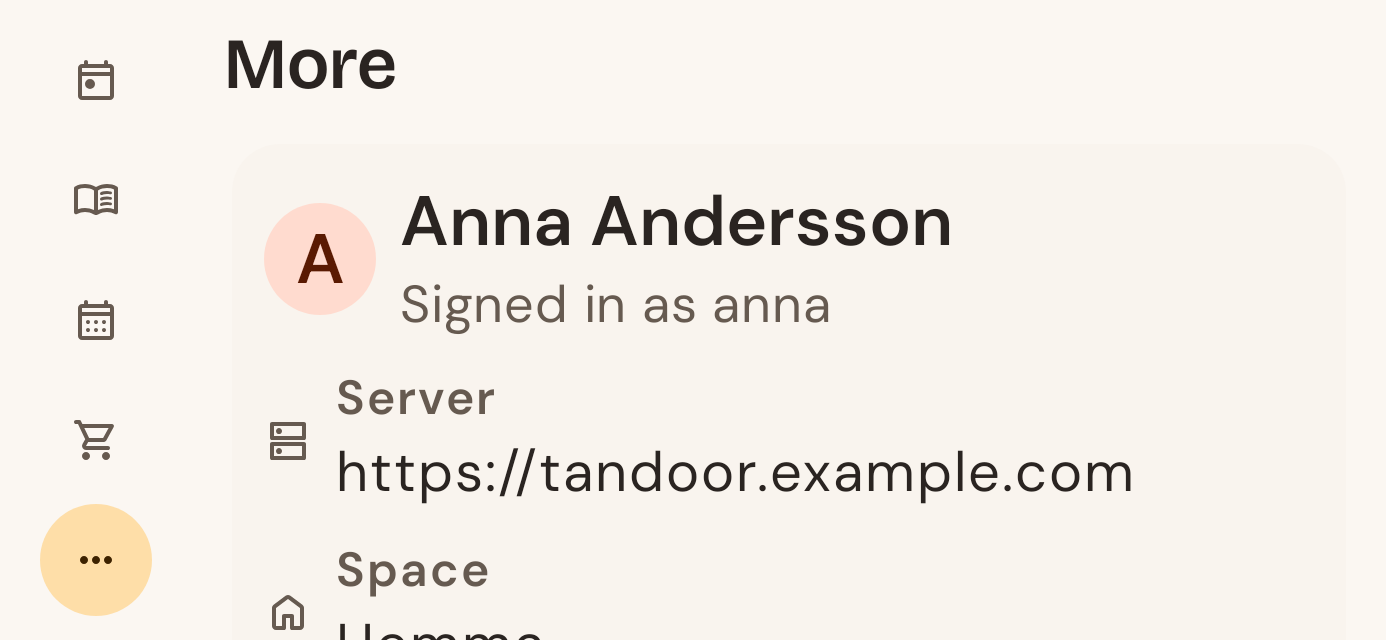 More
A
Anna Andersson
Signed in as anna
Server
https://tandoor.example.com
Space